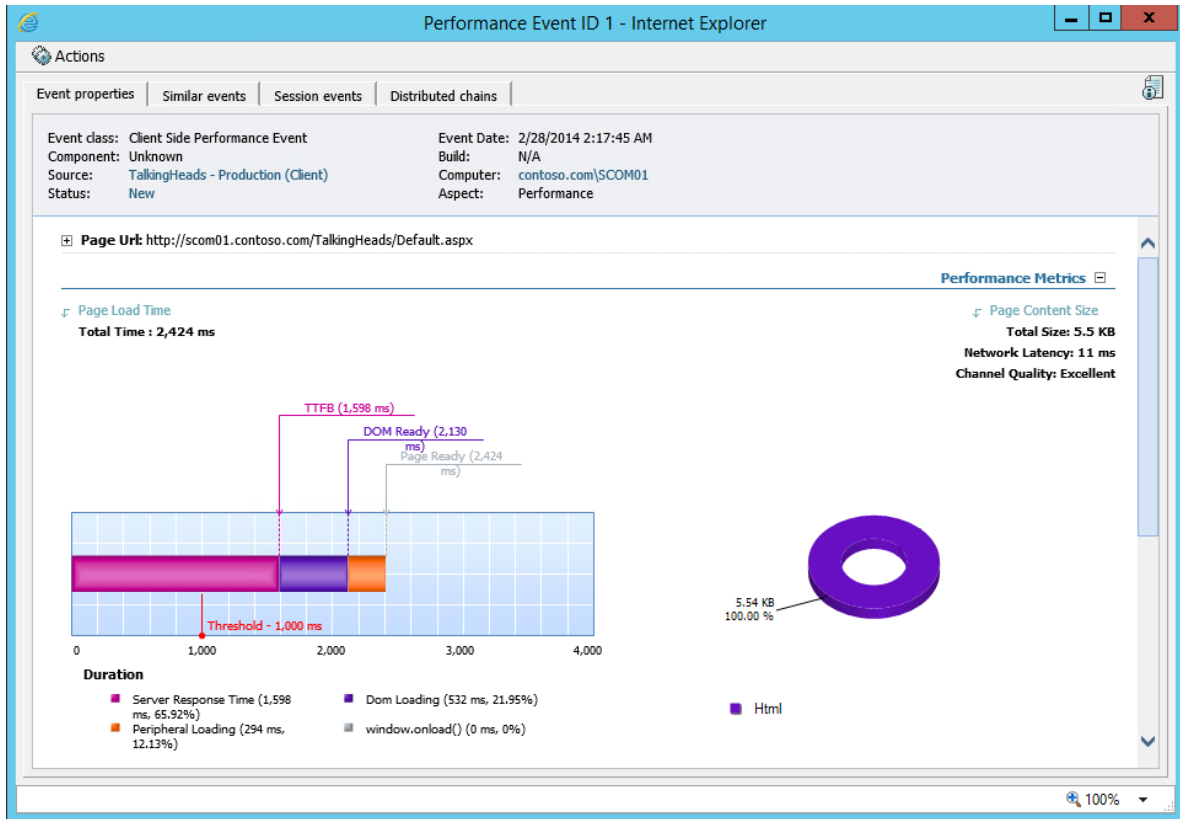 Performance Event ID 1 - Internet Explorer
Actions
Event properties
Similar events
Session events
Distributed chains
Event class: Client Side Performance Event
Event Date: 2/28/2014 2:17:45 AM
Component: Unknown
Build: N/A
Source: TalkingHeads - Production (Client)
Computer: contoso.com\SCOM01
Status: New
Aspect: Performance
Page Url: http://scom01.contoso.com/TalkingHeads/Default.aspx
Performance Metrics
Page Load Time
Total Time : 2,424 ms
Page Content Size
Total Size: 5.5 KB
Network Latency: 11 ms
Channel Quality: Excellent
TTFB (1,598 ms)
DOM Ready (2,130
ms)
Page Ready (2,424
ms)
Threshold - 1,000 ms
0 1,000 2,000 3,000 4,000
5.54 KB
100.00 %
Duration
Server Response Time (1,598
ms, 65.92%)
Dom Loading (532 ms, 21.95%)
Peripheral Loading (294 ms,
12.13%)
window.onload() (0 ms, 0%)
Html
100%